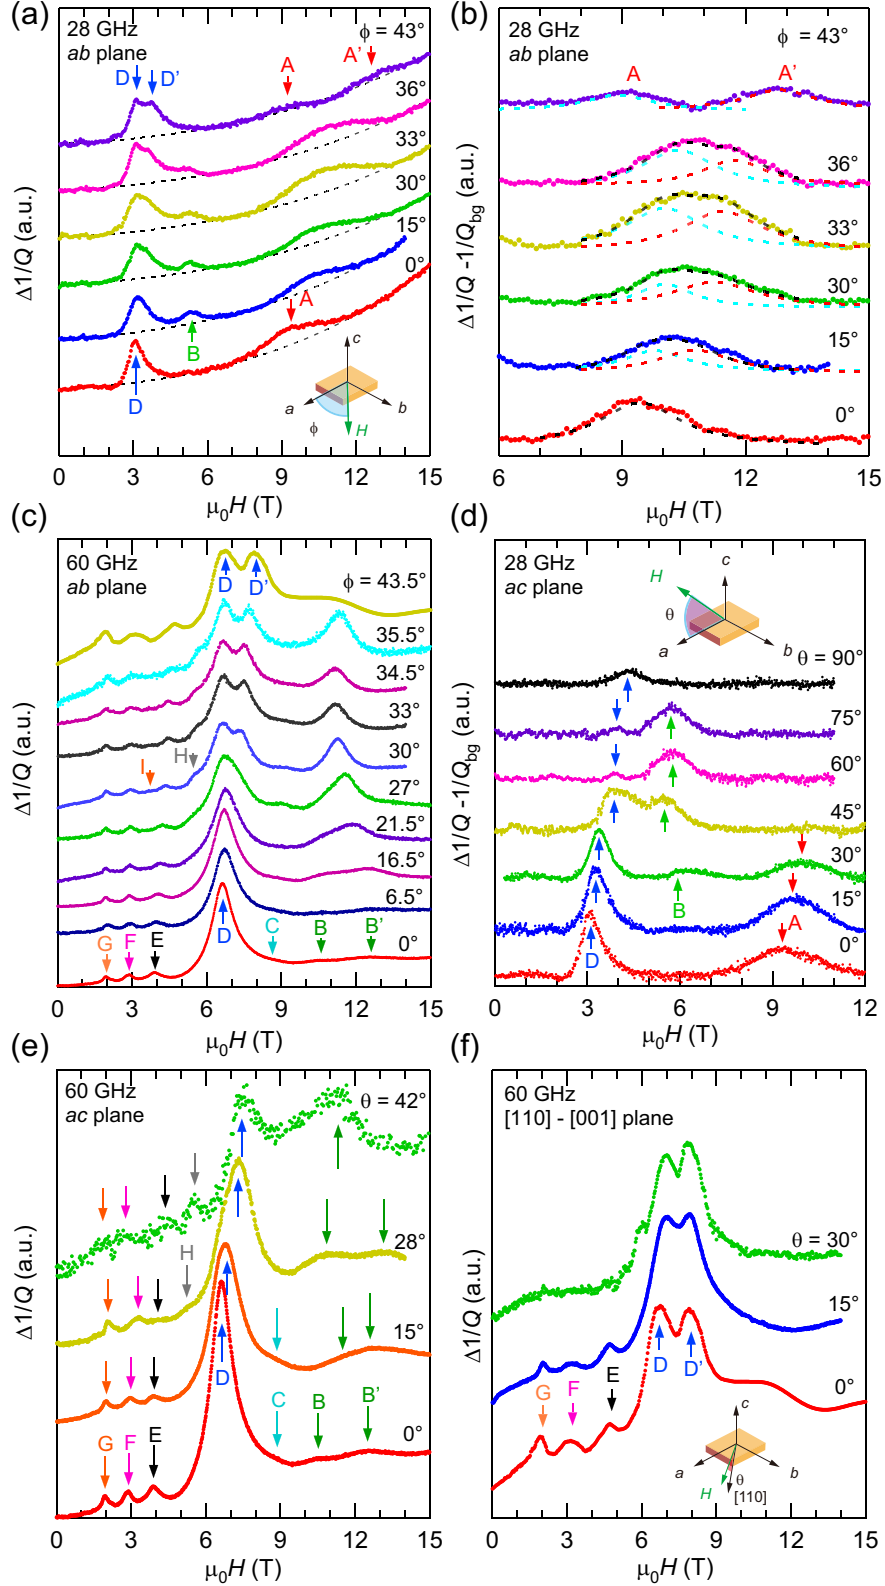 (a)
28 GHz
ab plane
ϕ = 43°
D
D'
A
A'
36°
33°
30°
15°
0°
A
B
D
c
a
b
ϕ
H
Δ1/Q (a.u.)
0 3 6 9 12 15
μ₀H (T)
(b)
28 GHz
ab plane
ϕ = 43°
A
A'
36°
33°
30°
15°
0°
Δ1/Q -1/Q_bg (a.u.)
6 9 12 15
μ₀H (T)
(c)
60 GHz
ab plane
ϕ = 43.5°
D
D'
35.5°
34.5°
33°
H
30°
I
27°
21.5°
16.5°
6.5°
0°
G
F
E
D
C
B
B'
Δ1/Q (a.u.)
0 3 6 9 12 15
μ₀H (T)
(d)
28 GHz
ac plane
c
H
θ
a
b
θ = 90°
75°
60°
45°
30°
B
15°
A
0°
D
Δ1/Q -1/Q_bg (a.u.)
0 3 6 9 12
μ₀H (T)
(e)
60 GHz
ac plane
θ = 42°
28°
H
15°
D
C
B
B'
0°
G
F
E
Δ1/Q (a.u.)
0 3 6 9 12 15
μ₀H (T)
(f)
60 GHz
[110] - [001] plane
θ = 30°
15°
D
D'
0°
G
F
E
c
a
b
H
θ
[110]
Δ1/Q (a.u.)
0 3 6 9 12 15
μ₀H (T)